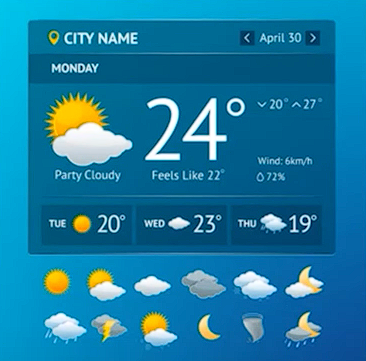 CITY NAME
April 30
MONDAY
24°
20° 27°
Party Cloudy
Feels Like 22°
Wind: 6km/h
72%
TUE 20°
WED 23°
THU 19°